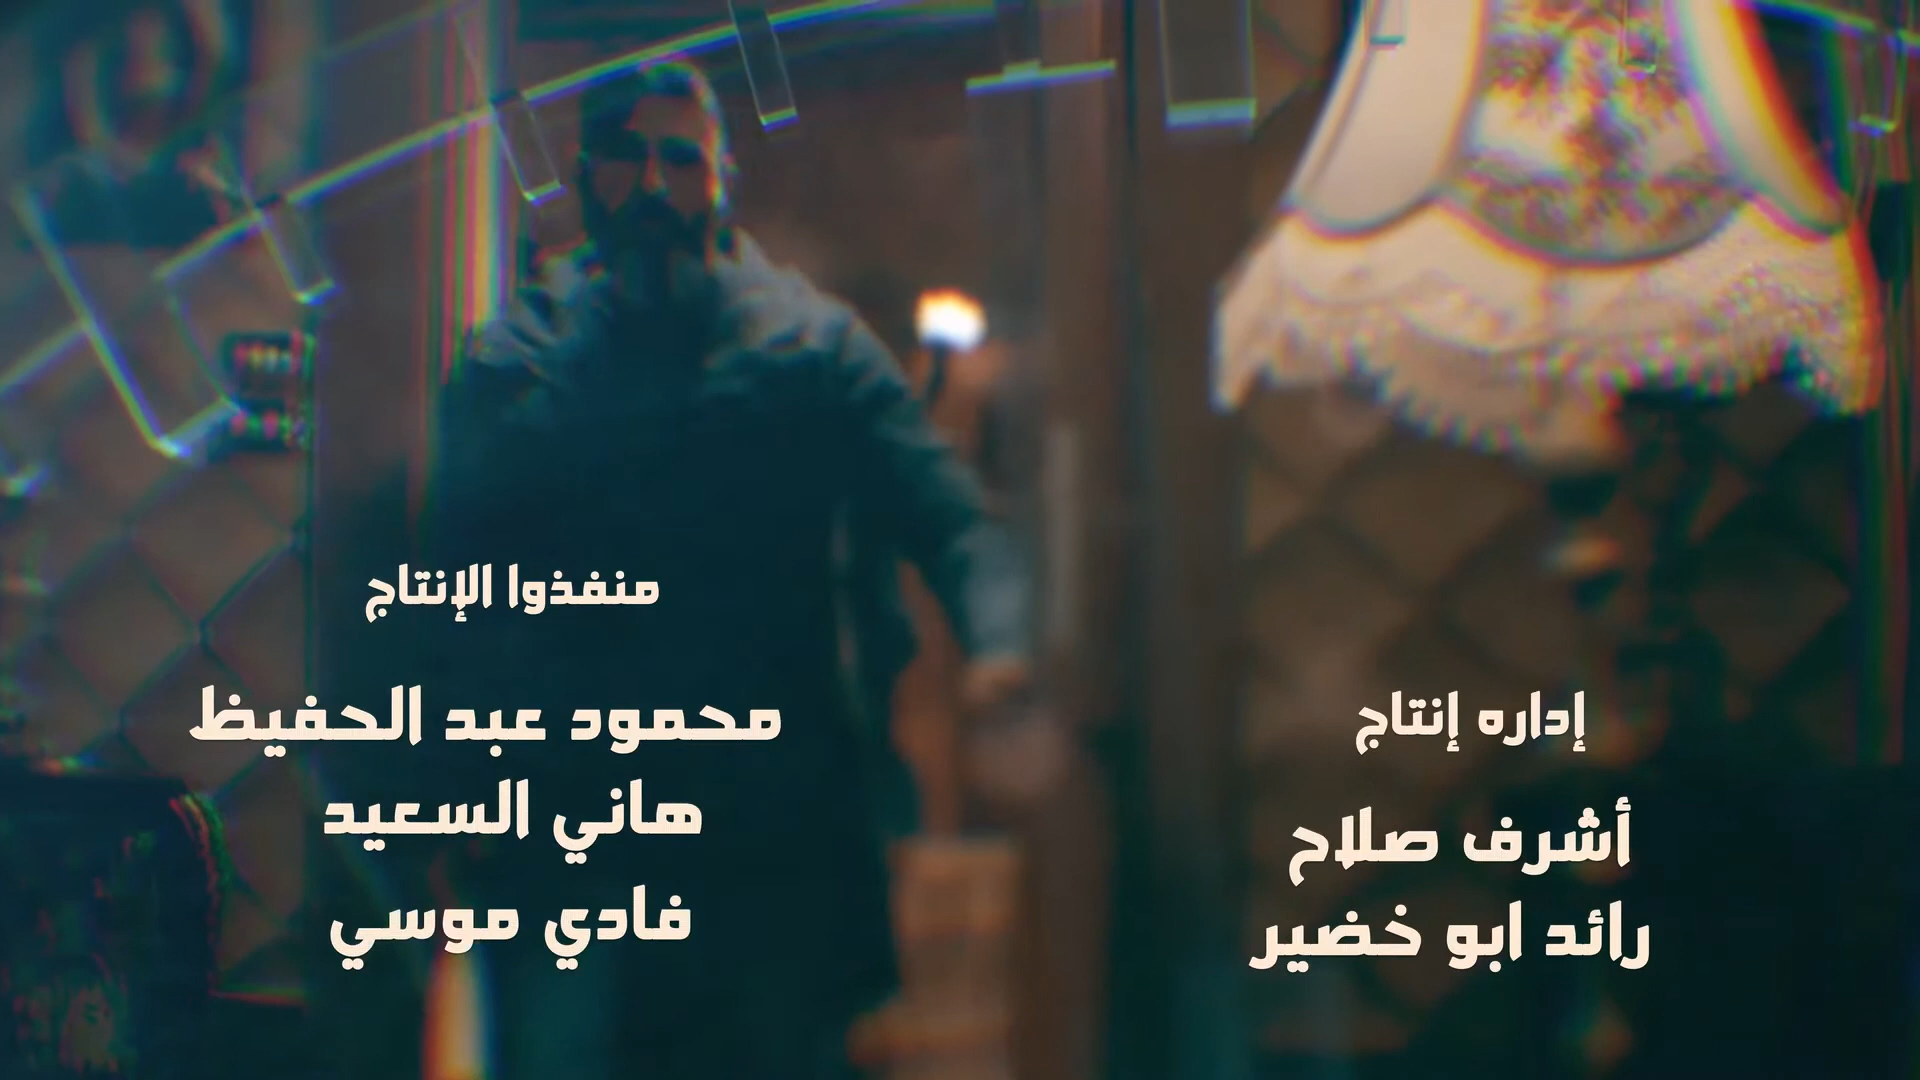 إداره إنتاج
أشرف صلاح
رائد ابو خضير
منفذوا الإنتاج
محمود عبد الحفيظ
هاني السعيد
فادي موسي